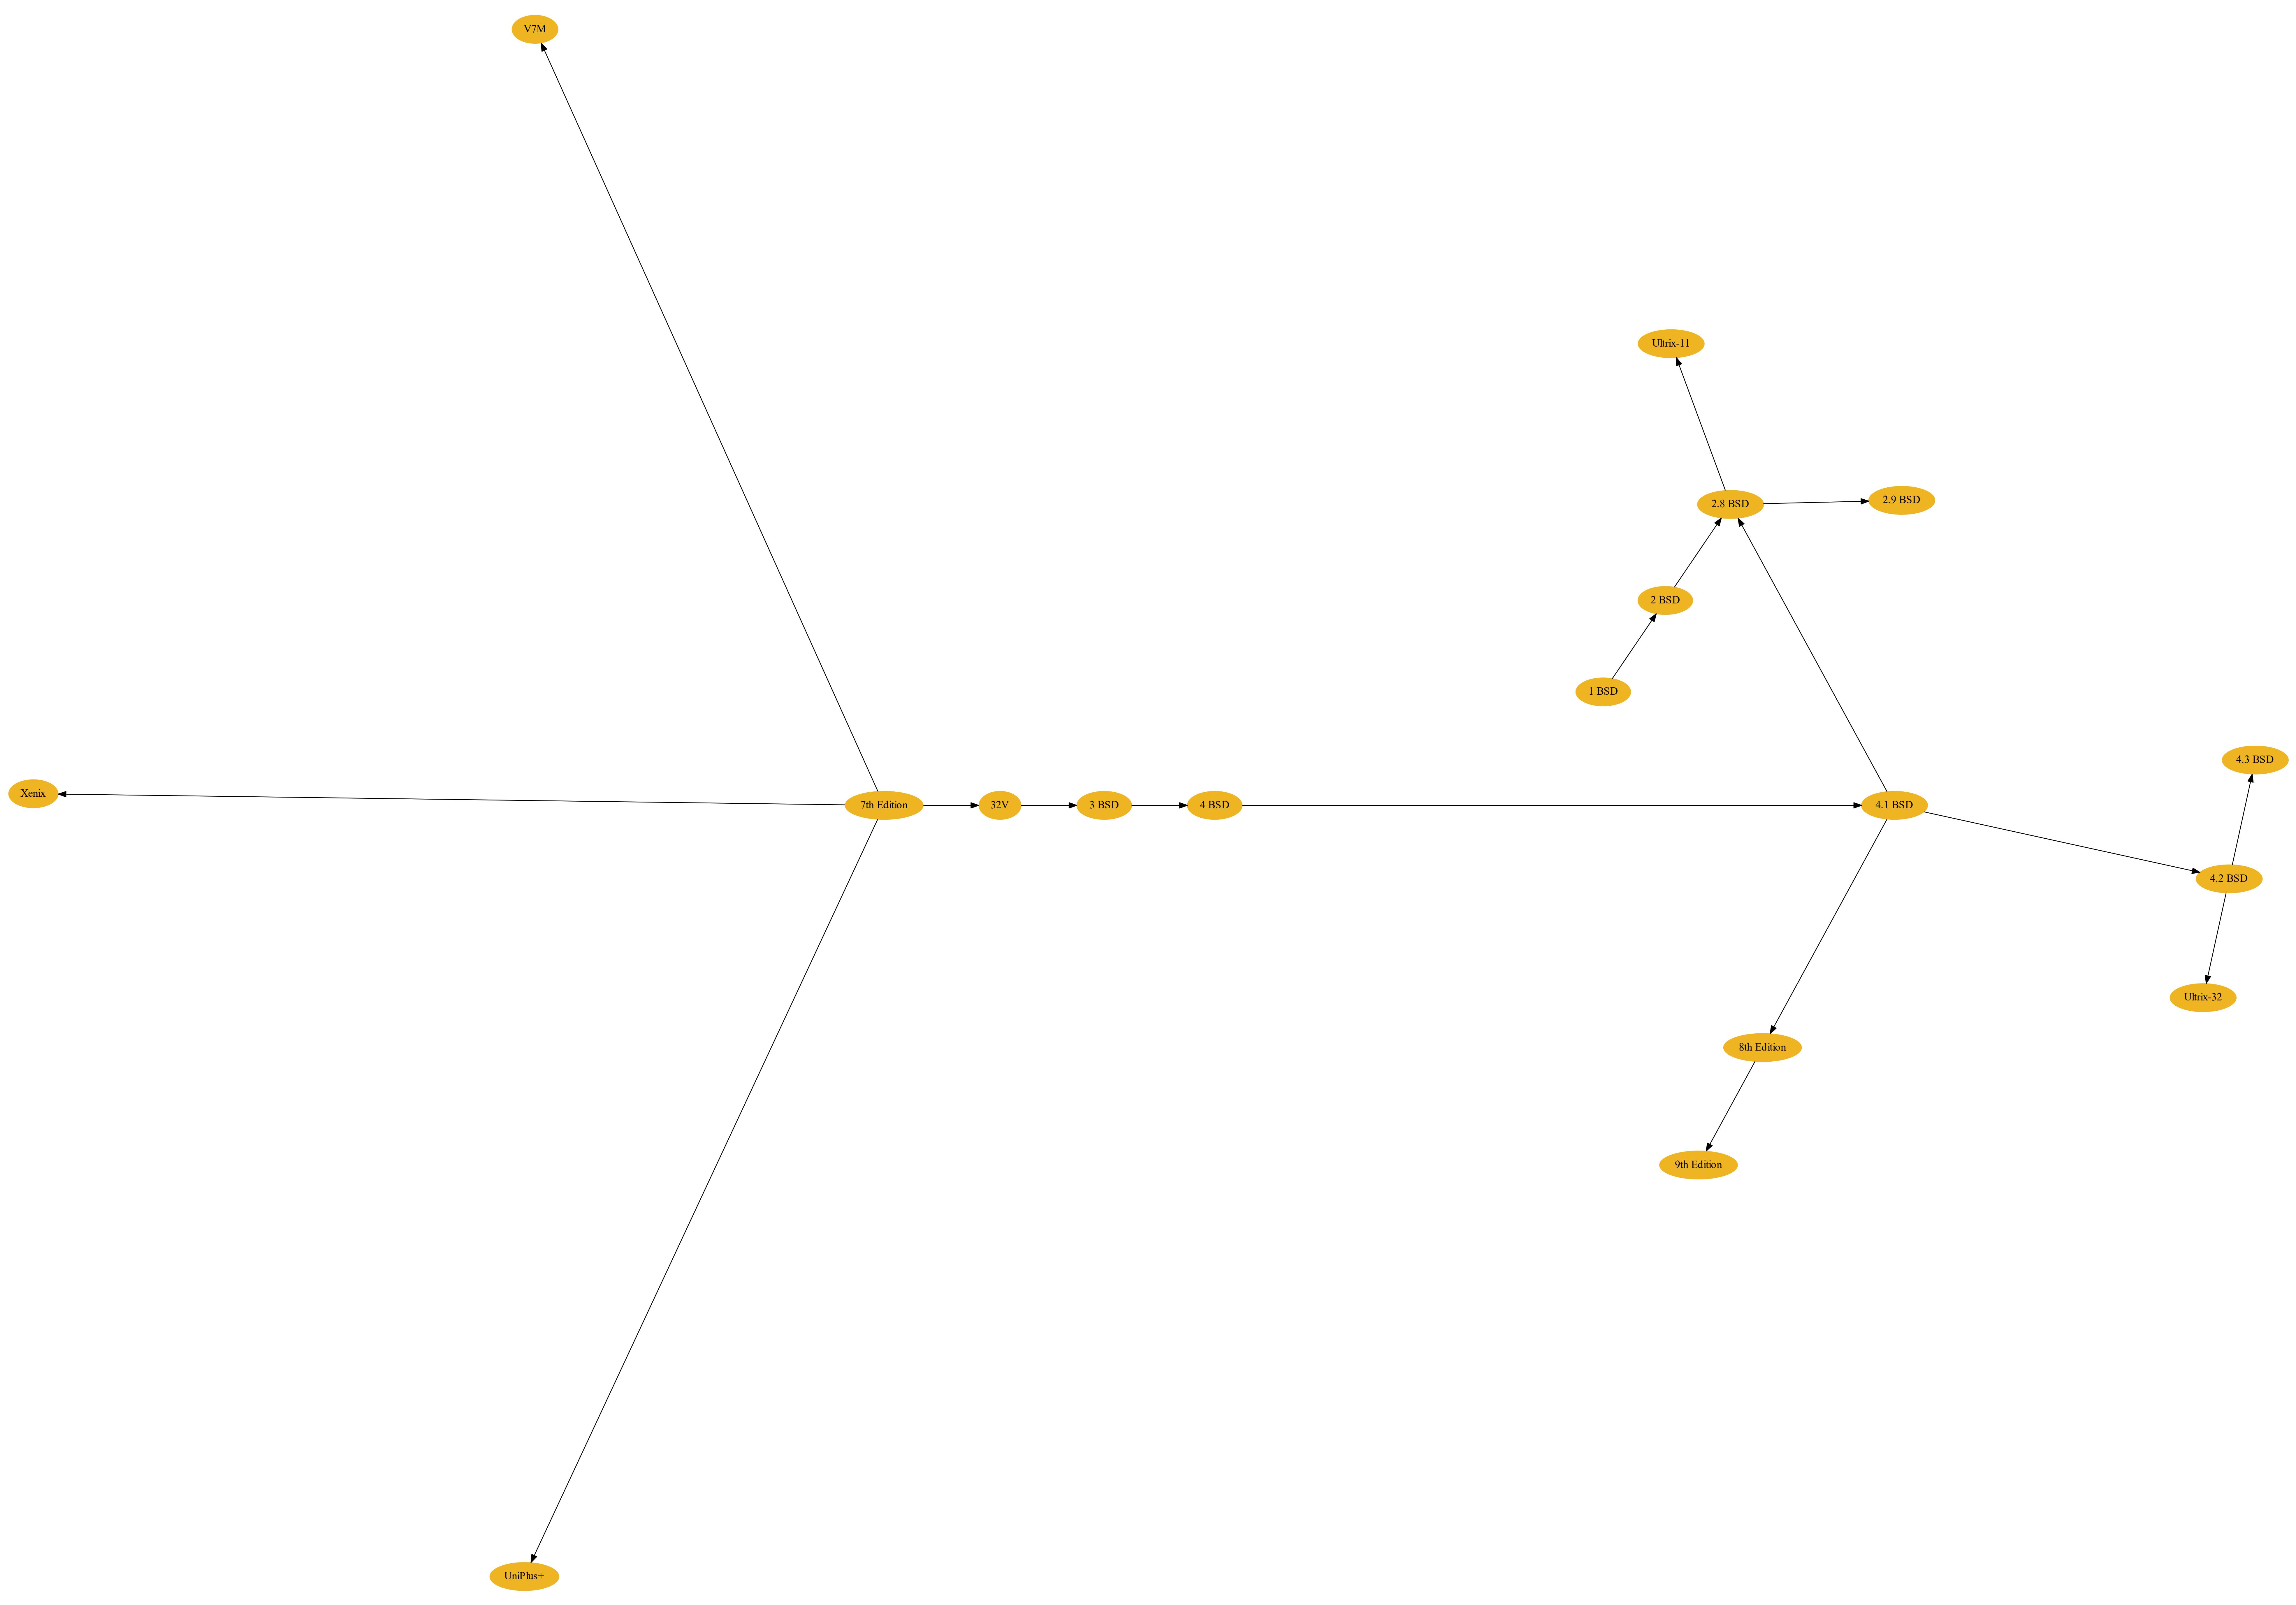 V7M
Ultrix-11
2.8 BSD
2.9 BSD
2 BSD
1 BSD
4.3 BSD
Xenix
7th Edition
32V
3 BSD
4 BSD
4.1 BSD
4.2 BSD
Ultrix-32
8th Edition
9th Edition
UniPlus+